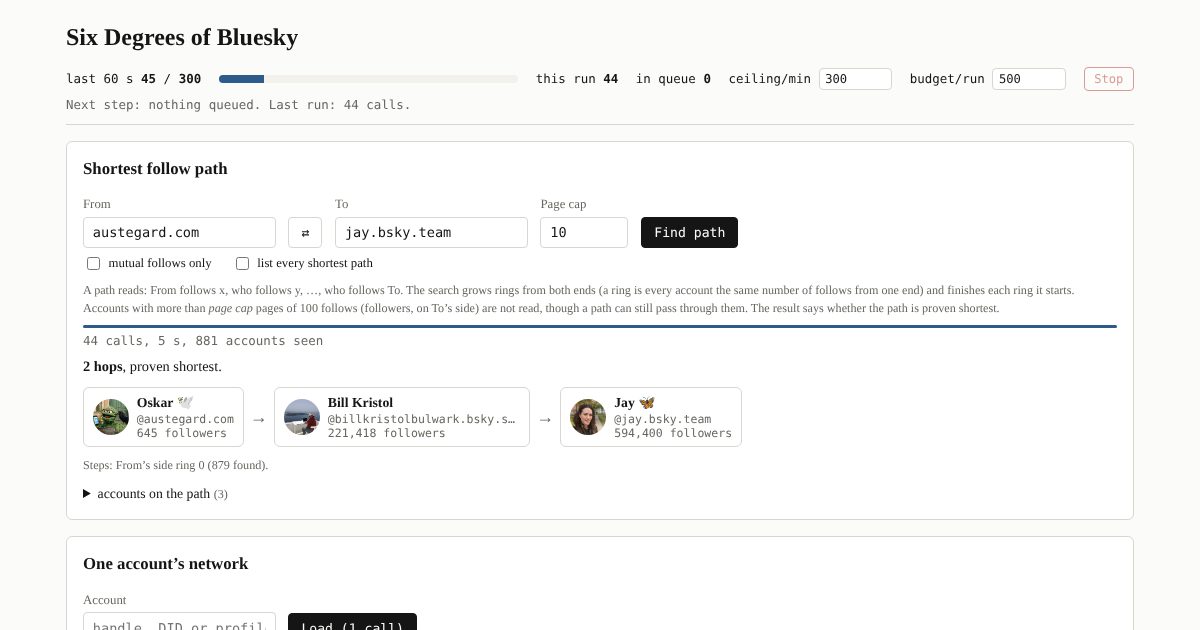 Six Degrees of Bluesky
last 60 s 45 / 300 this run 44 in queue 0 ceiling/min 300 budget/run 500 Stop
Next step: nothing queued. Last run: 44 calls.
Shortest follow path
From To Page cap
austegard.com ⇄ jay.bsky.team 10 Find path
mutual follows only list every shortest path
A path reads: From follows x, who follows y, …, who follows To. The search grows rings from both ends (a ring is every account the same number of follows from one end) and finishes each ring it starts.
Accounts with more than page cap pages of 100 follows (followers, on To’s side) are not read, though a path can still pass through them. The result says whether the path is proven shortest.
44 calls, 5 s, 881 accounts seen
2 hops, proven shortest.
Oskar 🕊️ → Bill Kristol → Jay 🦋
@austegard.com @billkristolbulwark.bsky.s… @jay.bsky.team
645 followers 221,418 followers 594,400 followers
Steps: From’s side ring 0 (879 found).
▶ accounts on the path (3)
One account’s network
Account
handle, DID or profil Load (1 call)